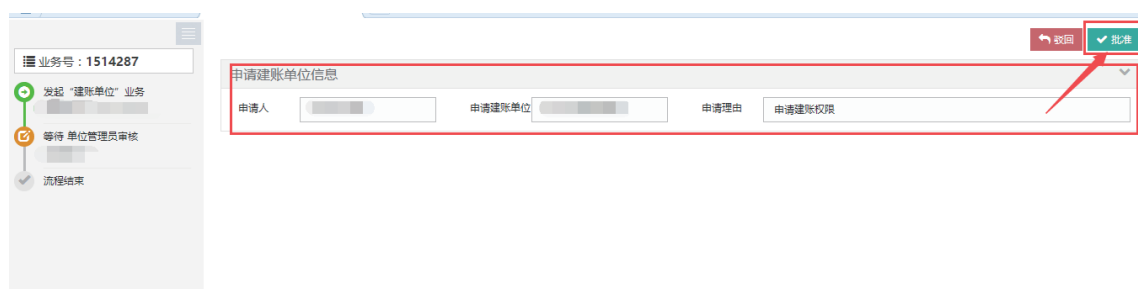 驳回
批准
业务号：1514287
申请建账单位信息
发起 “建账单位” 业务
申请人
申请建账单位
申请理由
申请建账权限
等待 单位管理员审核
流程结束